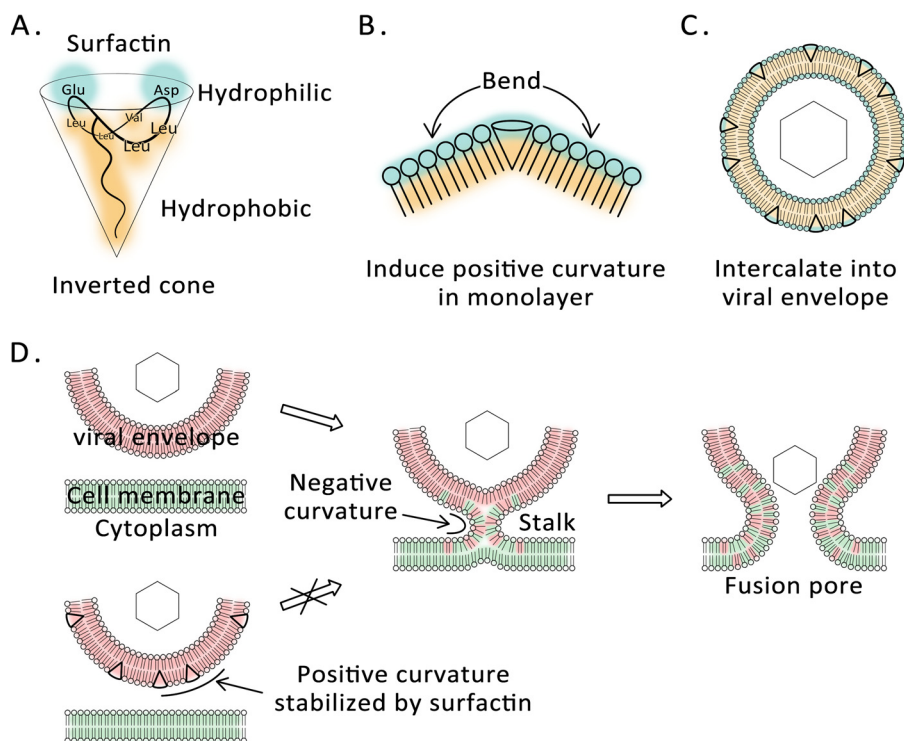 A.
Surfactin
Glu
Asp
Hydrophilic
Leu
Leu
Val
Leu
Leu
Hydrophobic
Inverted cone
B.
Bend
Induce positive curvature
in monolayer
C.
Intercalate into
viral envelope
D.
viral envelope
Cell membrane
Cytoplasm
Negative
curvature
Stalk
Fusion pore
Positive curvature
stabilized by surfactin